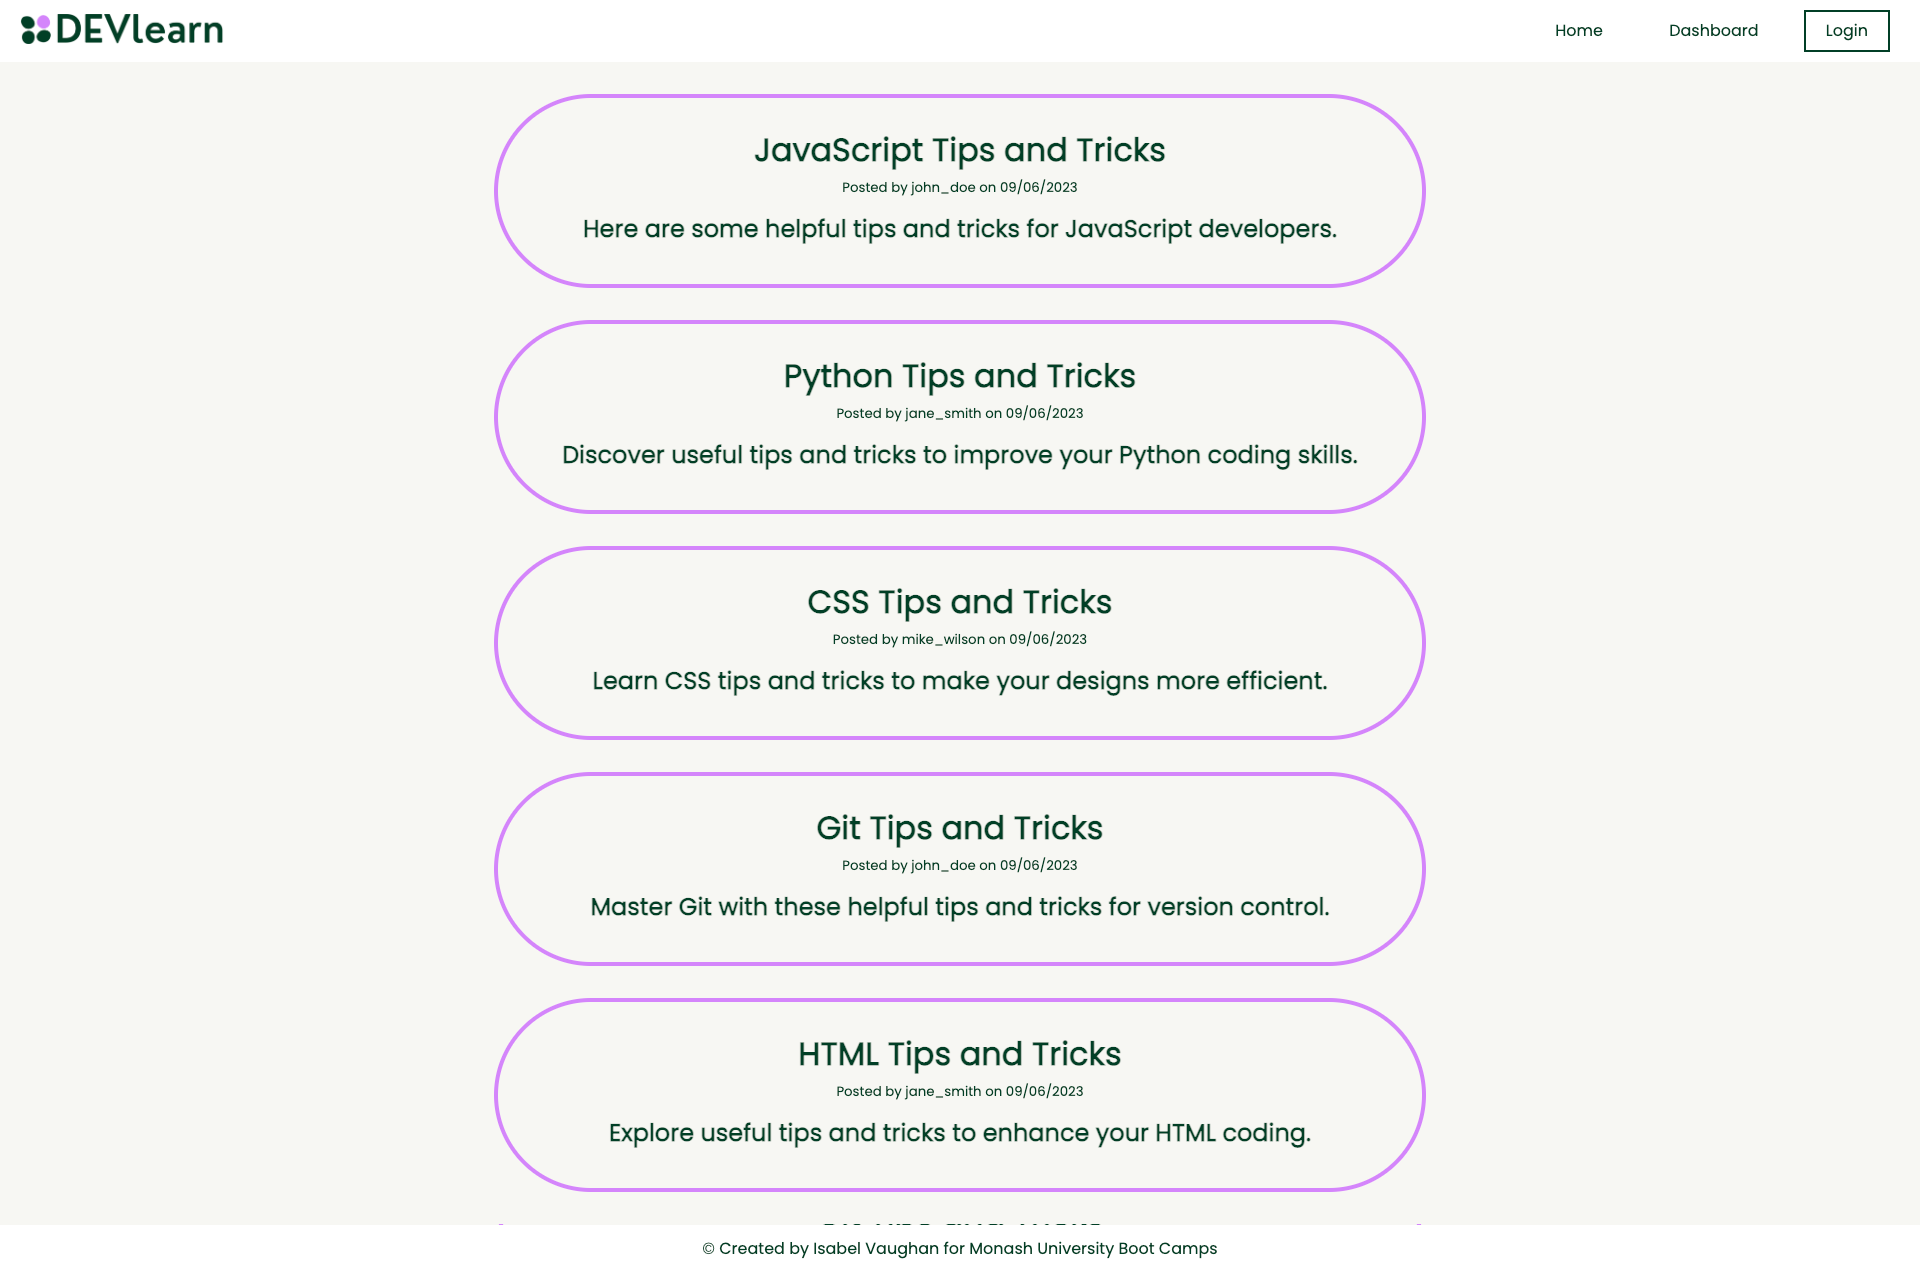 DEVlearn
Home Dashboard Login
JavaScript Tips and Tricks
Posted by john_doe on 09/06/2023
Here are some helpful tips and tricks for JavaScript developers.
Python Tips and Tricks
Posted by jane_smith on 09/06/2023
Discover useful tips and tricks to improve your Python coding skills.
CSS Tips and Tricks
Posted by mike_wilson on 09/06/2023
Learn CSS tips and tricks to make your designs more efficient.
Git Tips and Tricks
Posted by john_doe on 09/06/2023
Master Git with these helpful tips and tricks for version control.
HTML Tips and Tricks
Posted by jane_smith on 09/06/2023
Explore useful tips and tricks to enhance your HTML coding.
© Created by Isabel Vaughan for Monash University Boot Camps